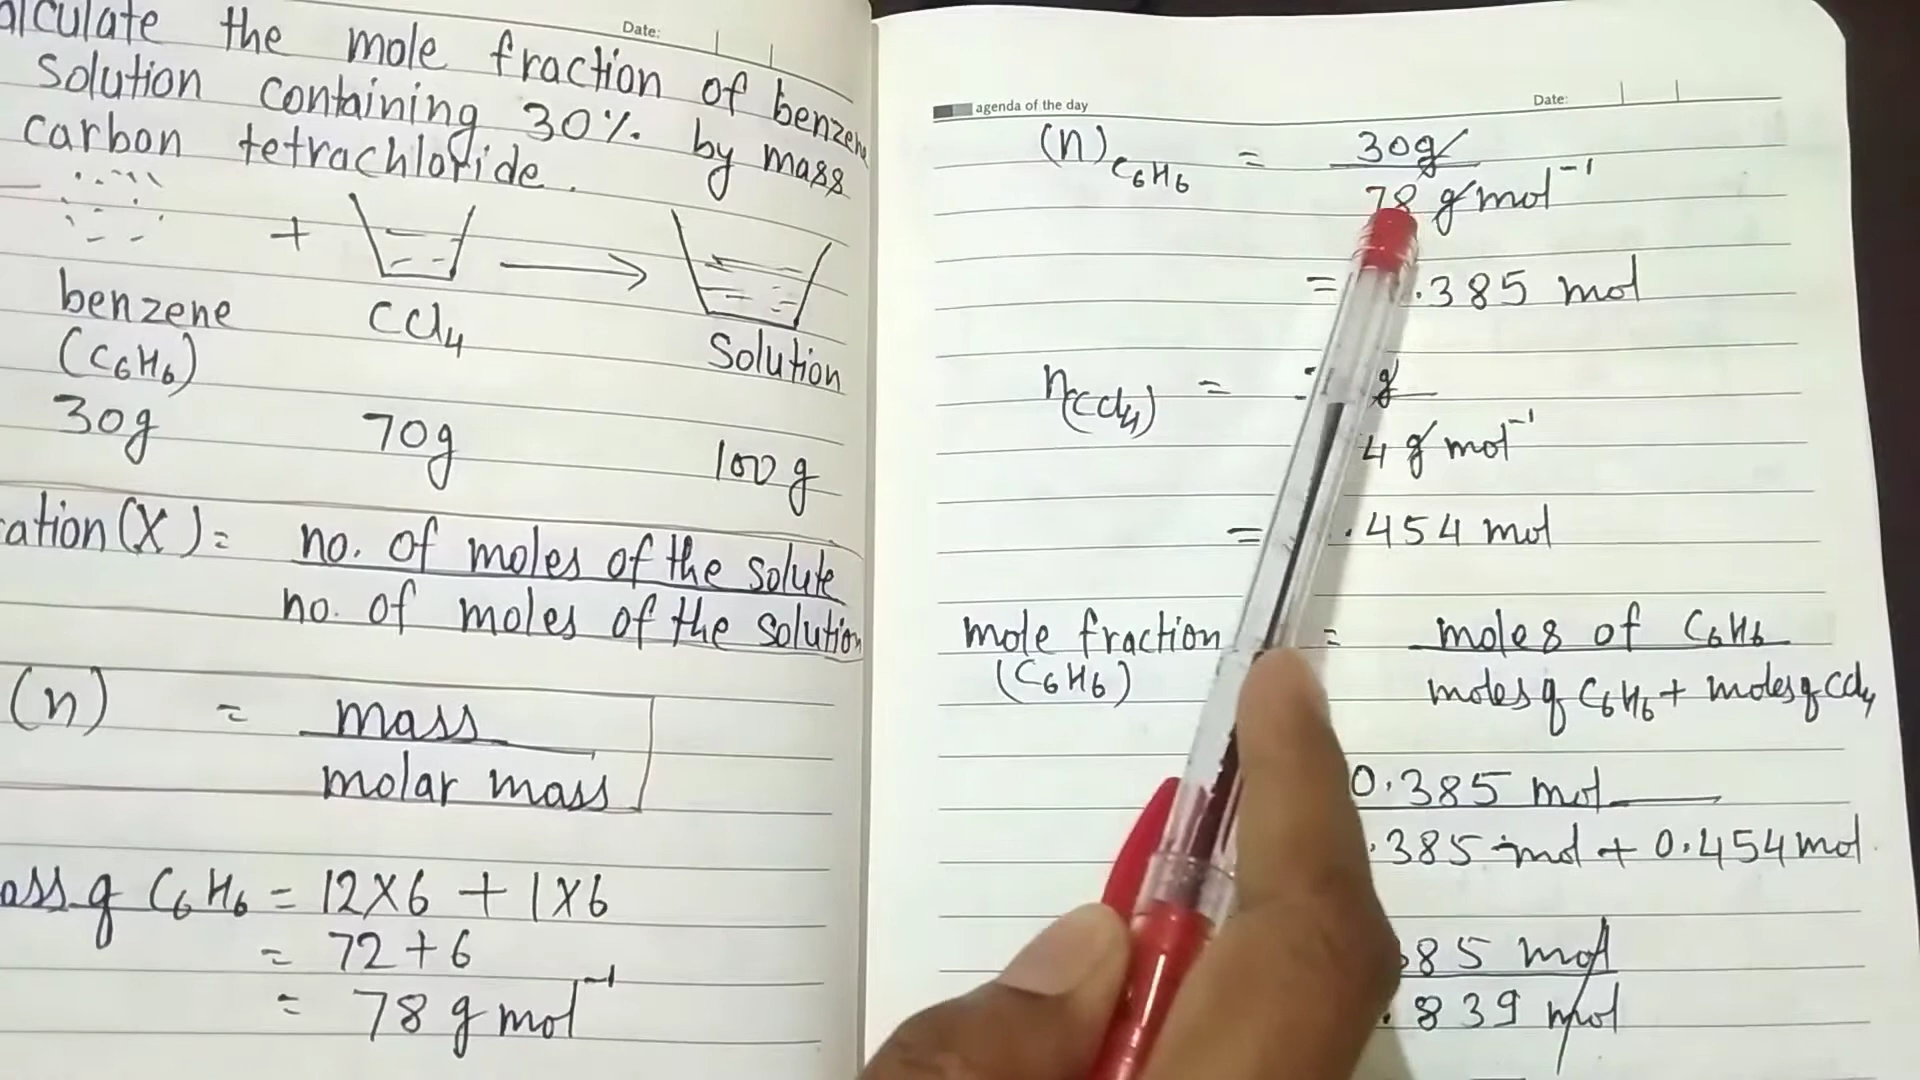 Date:
alculate the mole fraction of benzene
solution containing 30% by mass
carbon tetrachloride.
+
benzene
(C6H6)
CCl4
Solution
30g 70g 100g
ation(X) = no. of moles of the solute
no. of moles of the solution
(n) = mass
molar mass
ass of C6H6 = 12×6 + 1×6
= 72+6
= 78 g mol⁻¹
agenda of the day Date:
(n)C6H6 = 30g
78 g mol⁻¹
= .385 mol
n(CCl4) = g
4 g mol⁻¹
= .454 mol
mole fraction = moles of C6H6
(C6H6) moles of C6H6 + moles of CCl4
0.385 mol
.385 mol + 0.454 mol
85 mol
.839 mol